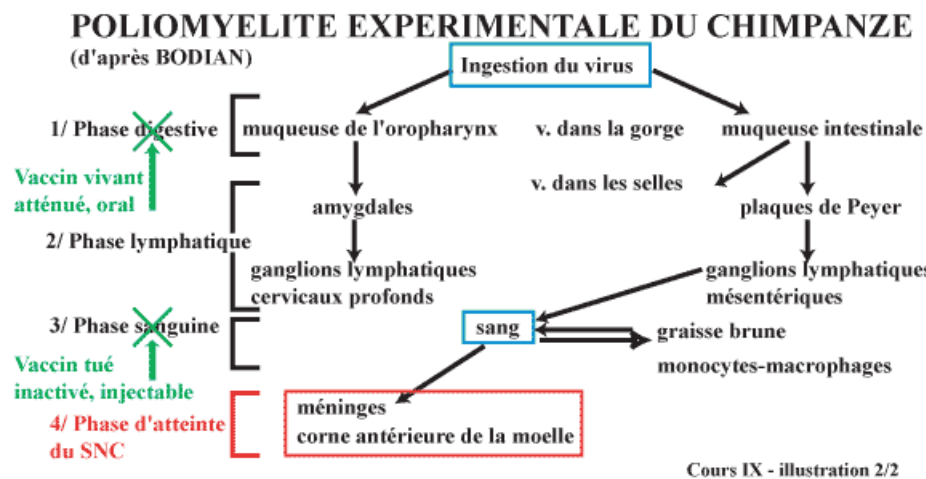 POLIOMYELITE EXPERIMENTALE DU CHIMPANZE
(d'après BODIAN)
Ingestion du virus
1/ Phase digestive
muqueuse de l'oropharynx
v. dans la gorge
muqueuse intestinale
Vaccin vivant
atténué, oral
v. dans les selles
amygdales
plaques de Peyer
2/ Phase lymphatique
ganglions lymphatiques
cervicaux profonds
ganglions lymphatiques
mésentériques
3/ Phase sanguine
sang
graisse brune
monocytes-macrophages
Vaccin tué
inactivé, injectable
4/ Phase d'atteinte
du SNC
méninges
corne antérieure de la moelle
Cours IX - illustration 2/2